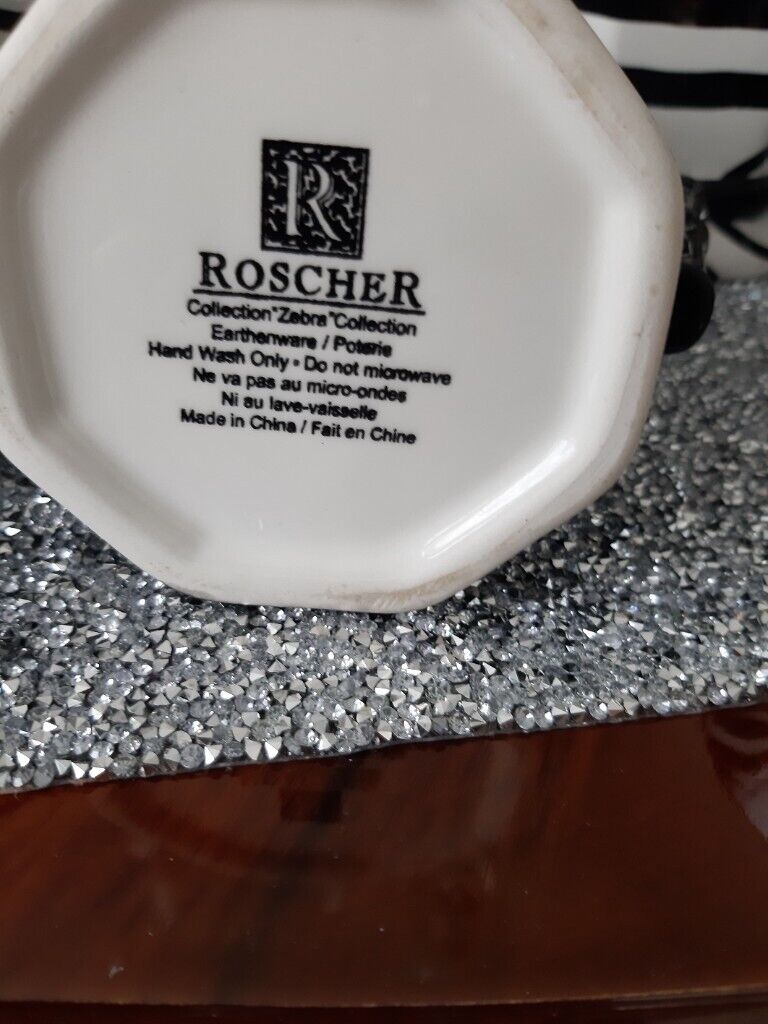 R
ROSCHER
Collection "Zebra" Collection
Earthenware / Poterie
Hand Wash Only • Do not microwave
Ne va pas au micro-ondes
Ni au lave-vaisselle
Made in China / Fait en Chine